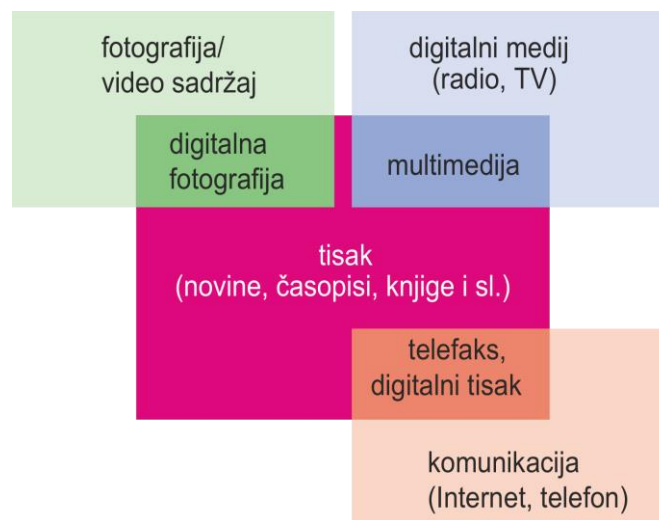 fotografija/
video sadržaj
digitalni medij
(radio, TV)
digitalna
fotografija
multimedija
tisak
(novine, časopisi, knjige i sl.)
telefaks,
digitalni tisak
komunikacija
(Internet, telefon)